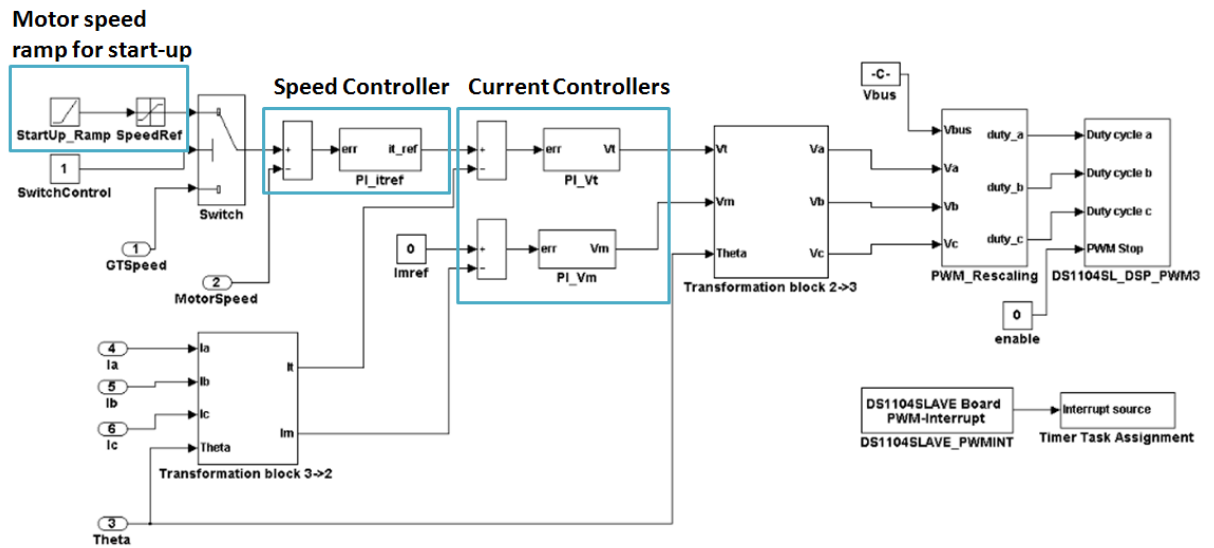 Motor speed
ramp for start-up
Speed Controller
Current Controllers
StartUp_Ramp
SpeedRef
1
SwitchControl
Switch
1
GTSpeed
2
MotorSpeed
+
−
err
it_ref
PI_itref
+
−
err
Vt
PI_Vt
0
Imref
+
−
err
Vm
PI_Vm
Vt
Vm
Theta
Va
Vb
Vc
Transformation block 2->3
-C-
Vbus
Vbus
Va
Vb
Vc
duty_a
duty_b
duty_c
PWM_Rescaling
Duty cycle a
Duty cycle b
Duty cycle c
PWM Stop
DS1104SL_DSP_PWM3
0
enable
4
Ia
5
Ib
6
Ic
Ia
Ib
Ic
Theta
It
Im
Transformation block 3->2
3
Theta
DS1104SLAVE Board
PWM-Interrupt
DS1104SLAVE_PWMINT
Interrupt source
Timer Task Assignment